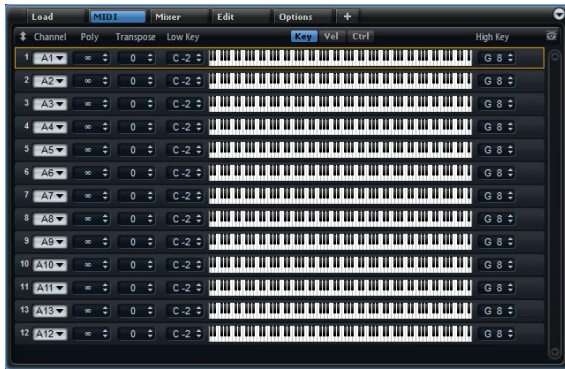 Load MIDI Mixer Edit Options +
Channel Poly Transpose Low Key Key Vel Ctrl High Key
1 A1 ∞ 0 C -2 G 8
2 A2 ∞ 0 C -2 G 8
3 A3 ∞ 0 C -2 G 8
4 A4 ∞ 0 C -2 G 8
5 A5 ∞ 0 C -2 G 8
6 A6 ∞ 0 C -2 G 8
7 A7 ∞ 0 C -2 G 8
8 A8 ∞ 0 C -2 G 8
9 A9 ∞ 0 C -2 G 8
10 A10 ∞ 0 C -2 G 8
11 A11 ∞ 0 C -2 G 8
13 A13 ∞ 0 C -2 G 8
12 A12 ∞ 0 C -2 G 8